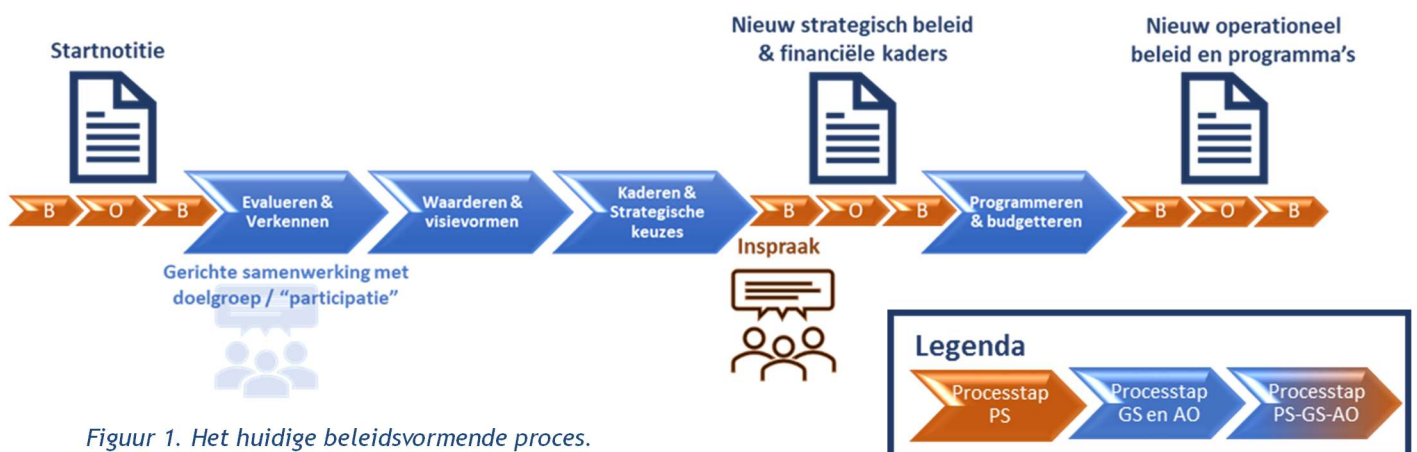 Startnotitie
Nieuw strategisch beleid
& financiële kaders
Nieuw operationeel
beleid en programma's
B
O
B
Evalueren &
Verkennen
Waarderen &
visievormen
Kaderen &
Strategische
keuzes
B
O
B
Programmeren
& budgetteren
B
O
B
Gerichte samenwerking met
doelgroep / “participatie”
Inspraak
Legenda
Processtap
PS
Processtap
GS en AO
Processtap
PS-GS-AO
Figuur 1. Het huidige beleidsvormende proces.